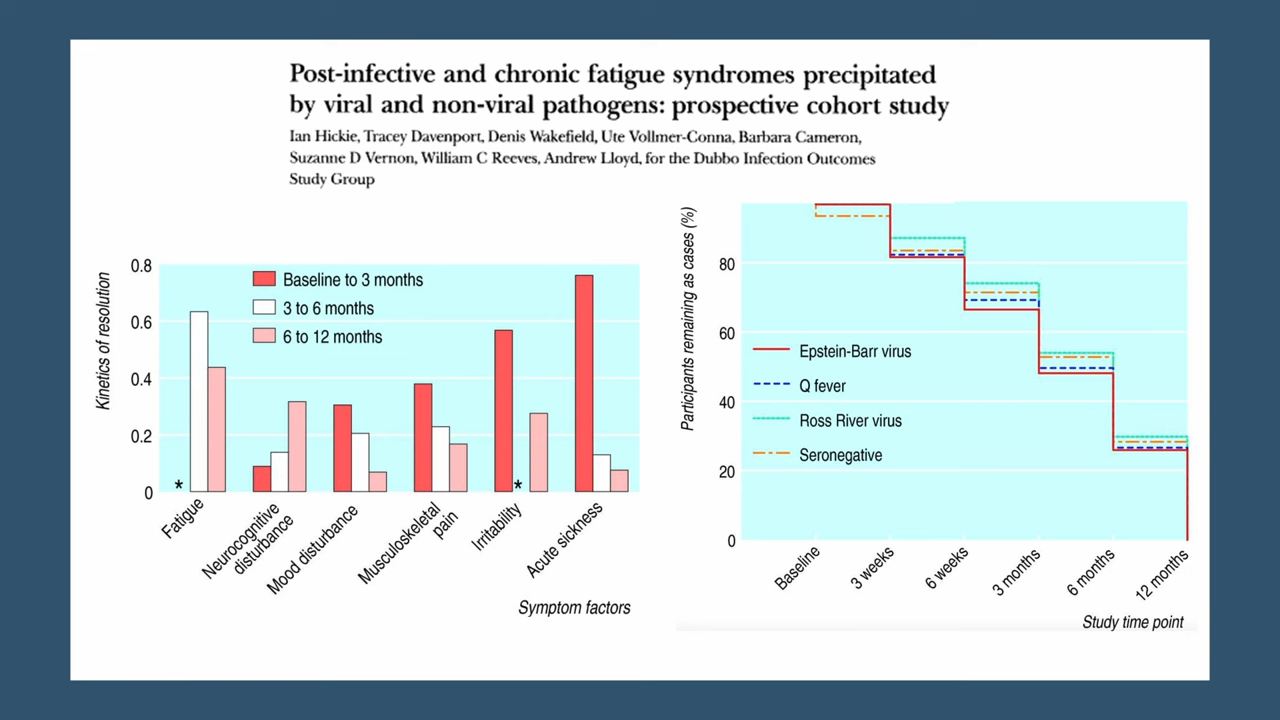 Post-infective and chronic fatigue syndromes precipitated
by viral and non-viral pathogens: prospective cohort study
Ian Hickie, Tracey Davenport, Denis Wakefield, Ute Vollmer-Conna, Barbara Cameron,
Suzanne D Vernon, William C Reeves, Andrew Lloyd, for the Dubbo Infection Outcomes
Study Group
Kinetics of resolution
0.8
0.6
0.4
0.2
0
Baseline to 3 months
3 to 6 months
6 to 12 months
*
*
Fatigue
Neurocognitive
disturbance
Mood disturbance
Musculoskeletal
pain
Irritability
Acute sickness
Symptom factors
Participants remaining as cases (%)
80
60
40
20
0
Epstein-Barr virus
Q fever
Ross River virus
Seronegative
Baseline
3 weeks
6 weeks
3 months
6 months
12 months
Study time point